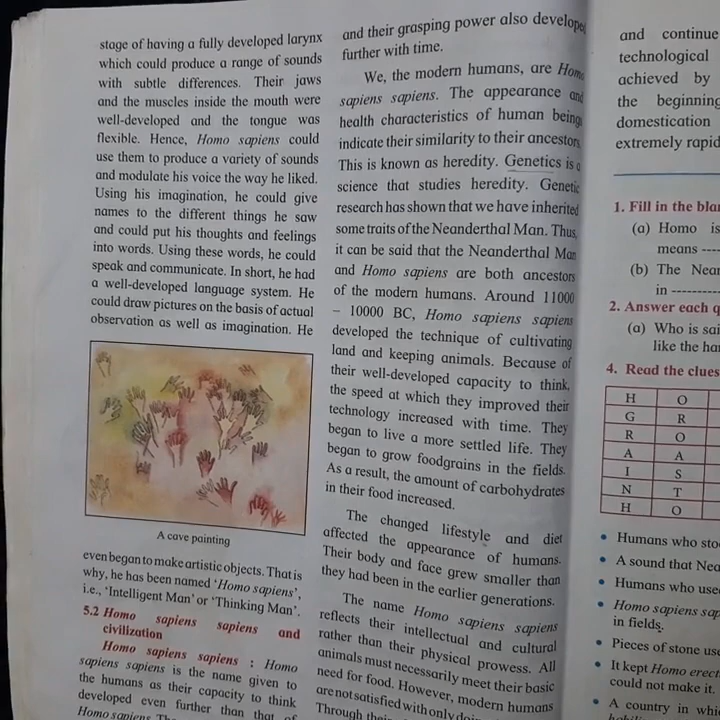 stage of having a fully developed larynx
which could produce a range of sounds
with subtle differences. Their jaws
and the muscles inside the mouth were
well-developed and the tongue was
flexible. Hence, Homo sapiens could
use them to produce a variety of sounds
and modulate his voice the way he liked.
Using his imagination, he could give
names to the different things he saw
and could put his thoughts and feelings
into words. Using these words, he could
speak and communicate. In short, he had
a well-developed language system. He
could draw pictures on the basis of actual
observation as well as imagination. He
A cave painting
even began to make artistic objects. That is
why, he has been named 'Homo sapiens',
i.e., 'Intelligent Man' or 'Thinking Man'.
5.2 Homo sapiens sapiens and
civilization
Homo sapiens sapiens : Homo
sapiens sapiens is the name given to
the humans as their capacity to think
developed even further than that of
Homo sapiens
and their grasping power also develope
further with time.
We, the modern humans, are Hom
sapiens sapiens. The appearance and
health characteristics of human beings
indicate their similarity to their ancestors.
This is known as heredity. Genetics is a
science that studies heredity. Genetic
research has shown that we have inherited
some traits of the Neanderthal Man. Thus,
it can be said that the Neanderthal Man
and Homo sapiens are both ancestors
of the modern humans. Around 11000
– 10000 BC, Homo sapiens sapiens
developed the technique of cultivating
land and keeping animals. Because of
their well-developed capacity to think,
the speed at which they improved their
technology increased with time. They
began to live a more settled life. They
began to grow foodgrains in the fields.
As a result, the amount of carbohydrates
in their food increased.
The changed lifestyle and diet
affected the appearance of humans.
Their body and face grew smaller than
they had been in the earlier generations.
The name Homo sapiens sapiens
reflects their intellectual and cultural
rather than their physical prowess. All
animals must necessarily meet their basic
need for food. However, modern humans
are not satisfied with only
Through
and continue
technological
achieved by
the beginning
domestication
extremely rapid
1. Fill in the bla
(a) Homo is
means ----
(b) The Nean
in ---------
2. Answer each q
(a) Who is sai
like the ha
4. Read the clues
H O
G R
R O
A A
I S
N T
H O
• Humans who sto
• A sound that Nea
• Humans who use
• Homo sapiens sap
in fields.
• Pieces of stone use
• It kept Homo erect
could not make it.
• A country in whi